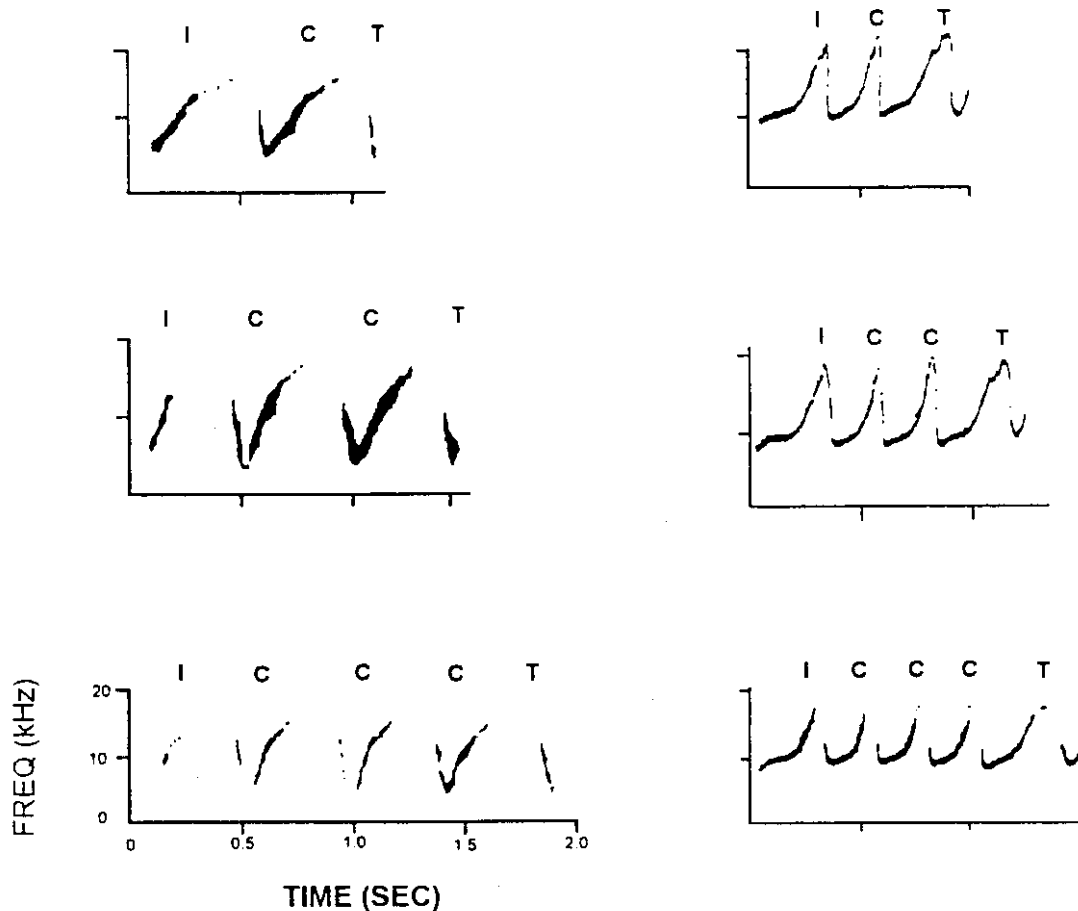 I C T
I C T
I C C T
I C C T
I C C C T
I C C C T
FREQ (kHz)
20
10
0
0 0.5 1.0 1 5 2.0
TIME (SEC)